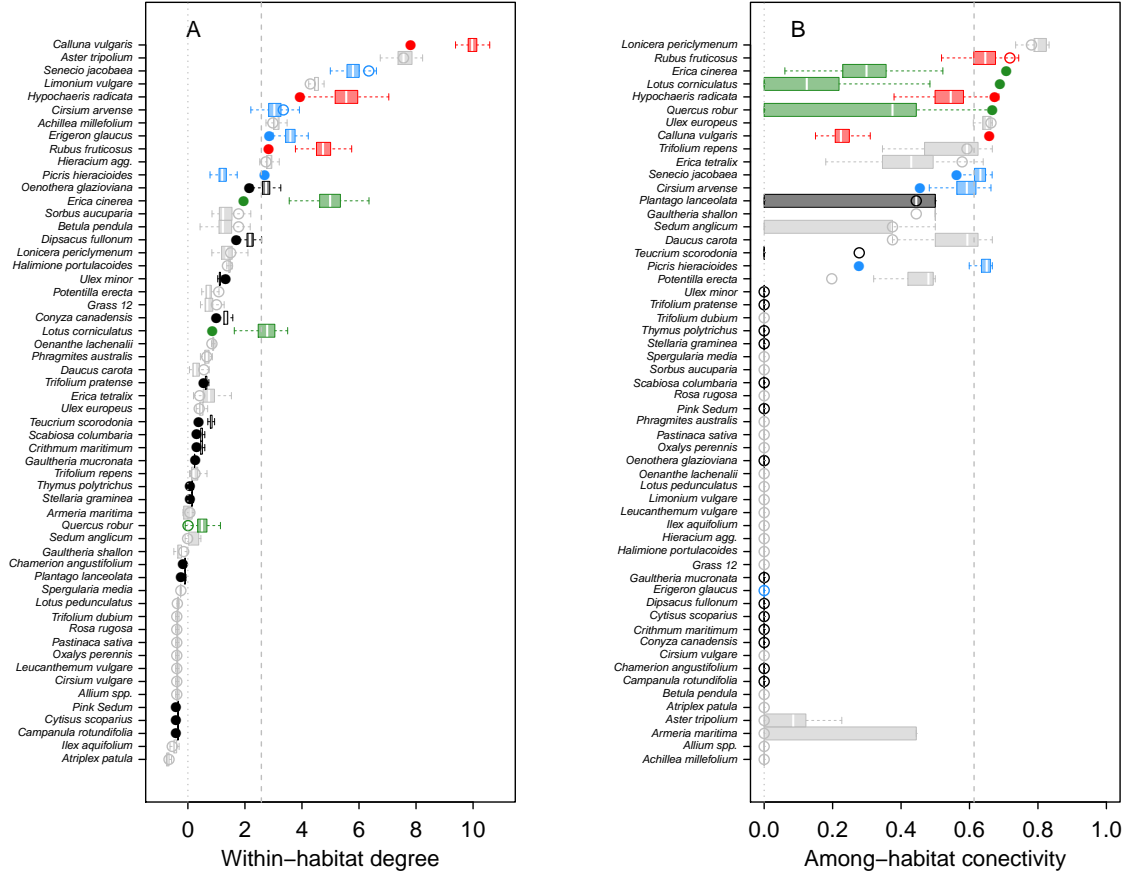 A
Calluna vulgaris
Aster tripolium
Senecio jacobaea
Limonium vulgare
Hypochaeris radicata
Cirsium arvense
Achillea millefolium
Erigeron glaucus
Rubus fruticosus
Hieracium agg.
Picris hieracioides
Oenothera glazioviana
Erica cinerea
Sorbus aucuparia
Betula pendula
Dipsacus fullonum
Lonicera periclymenum
Halimione portulacoides
Ulex minor
Potentilla erecta
Grass 12
Conyza canadensis
Lotus corniculatus
Oenanthe lachenalii
Phragmites australis
Daucus carota
Trifolium pratense
Erica tetralix
Ulex europeus
Teucrium scorodonia
Scabiosa columbaria
Crithmum maritimum
Gaultheria mucronata
Trifolium repens
Thymus polytrichus
Stellaria graminea
Armeria maritima
Quercus robur
Sedum anglicum
Gaultheria shallon
Chamerion angustifolium
Plantago lanceolata
Spergularia media
Lotus pedunculatus
Trifolium dubium
Rosa rugosa
Pastinaca sativa
Oxalys perennis
Leucanthemum vulgare
Cirsium vulgare
Allium spp.
Pink Sedum
Cytisus scoparius
Campanula rotundifolia
Ilex aquifolium
Atriplex patula
0 2 4 6 8 10
Within−habitat degree
B
Lonicera periclymenum
Rubus fruticosus
Erica cinerea
Lotus corniculatus
Hypochaeris radicata
Quercus robur
Ulex europeus
Calluna vulgaris
Trifolium repens
Erica tetralix
Senecio jacobaea
Cirsium arvense
Plantago lanceolata
Gaultheria shallon
Sedum anglicum
Daucus carota
Teucrium scorodonia
Picris hieracioides
Potentilla erecta
Ulex minor
Trifolium pratense
Trifolium dubium
Thymus polytrichus
Stellaria graminea
Spergularia media
Sorbus aucuparia
Scabiosa columbaria
Rosa rugosa
Pink Sedum
Phragmites australis
Pastinaca sativa
Oxalys perennis
Oenothera glazioviana
Oenanthe lachenalii
Lotus pedunculatus
Limonium vulgare
Leucanthemum vulgare
Ilex aquifolium
Hieracium agg.
Halimione portulacoides
Grass 12
Gaultheria mucronata
Erigeron glaucus
Dipsacus fullonum
Cytisus scoparius
Crithmum maritimum
Conyza canadensis
Cirsium vulgare
Chamerion angustifolium
Campanula rotundifolia
Betula pendula
Atriplex patula
Aster tripolium
Armeria maritima
Allium spp.
Achillea millefolium
0.0 0.2 0.4 0.6 0.8 1.0
Among−habitat conectivity